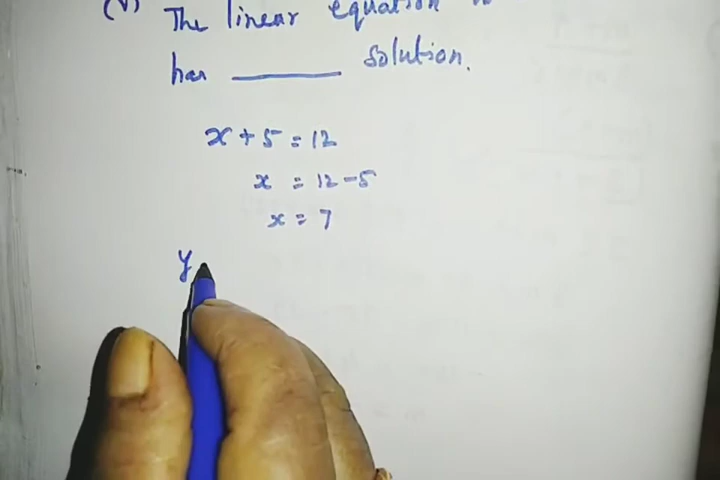 (V) The linear equation
has ______ solution.
x + 5 = 12
x = 12 - 5
x = 7
y